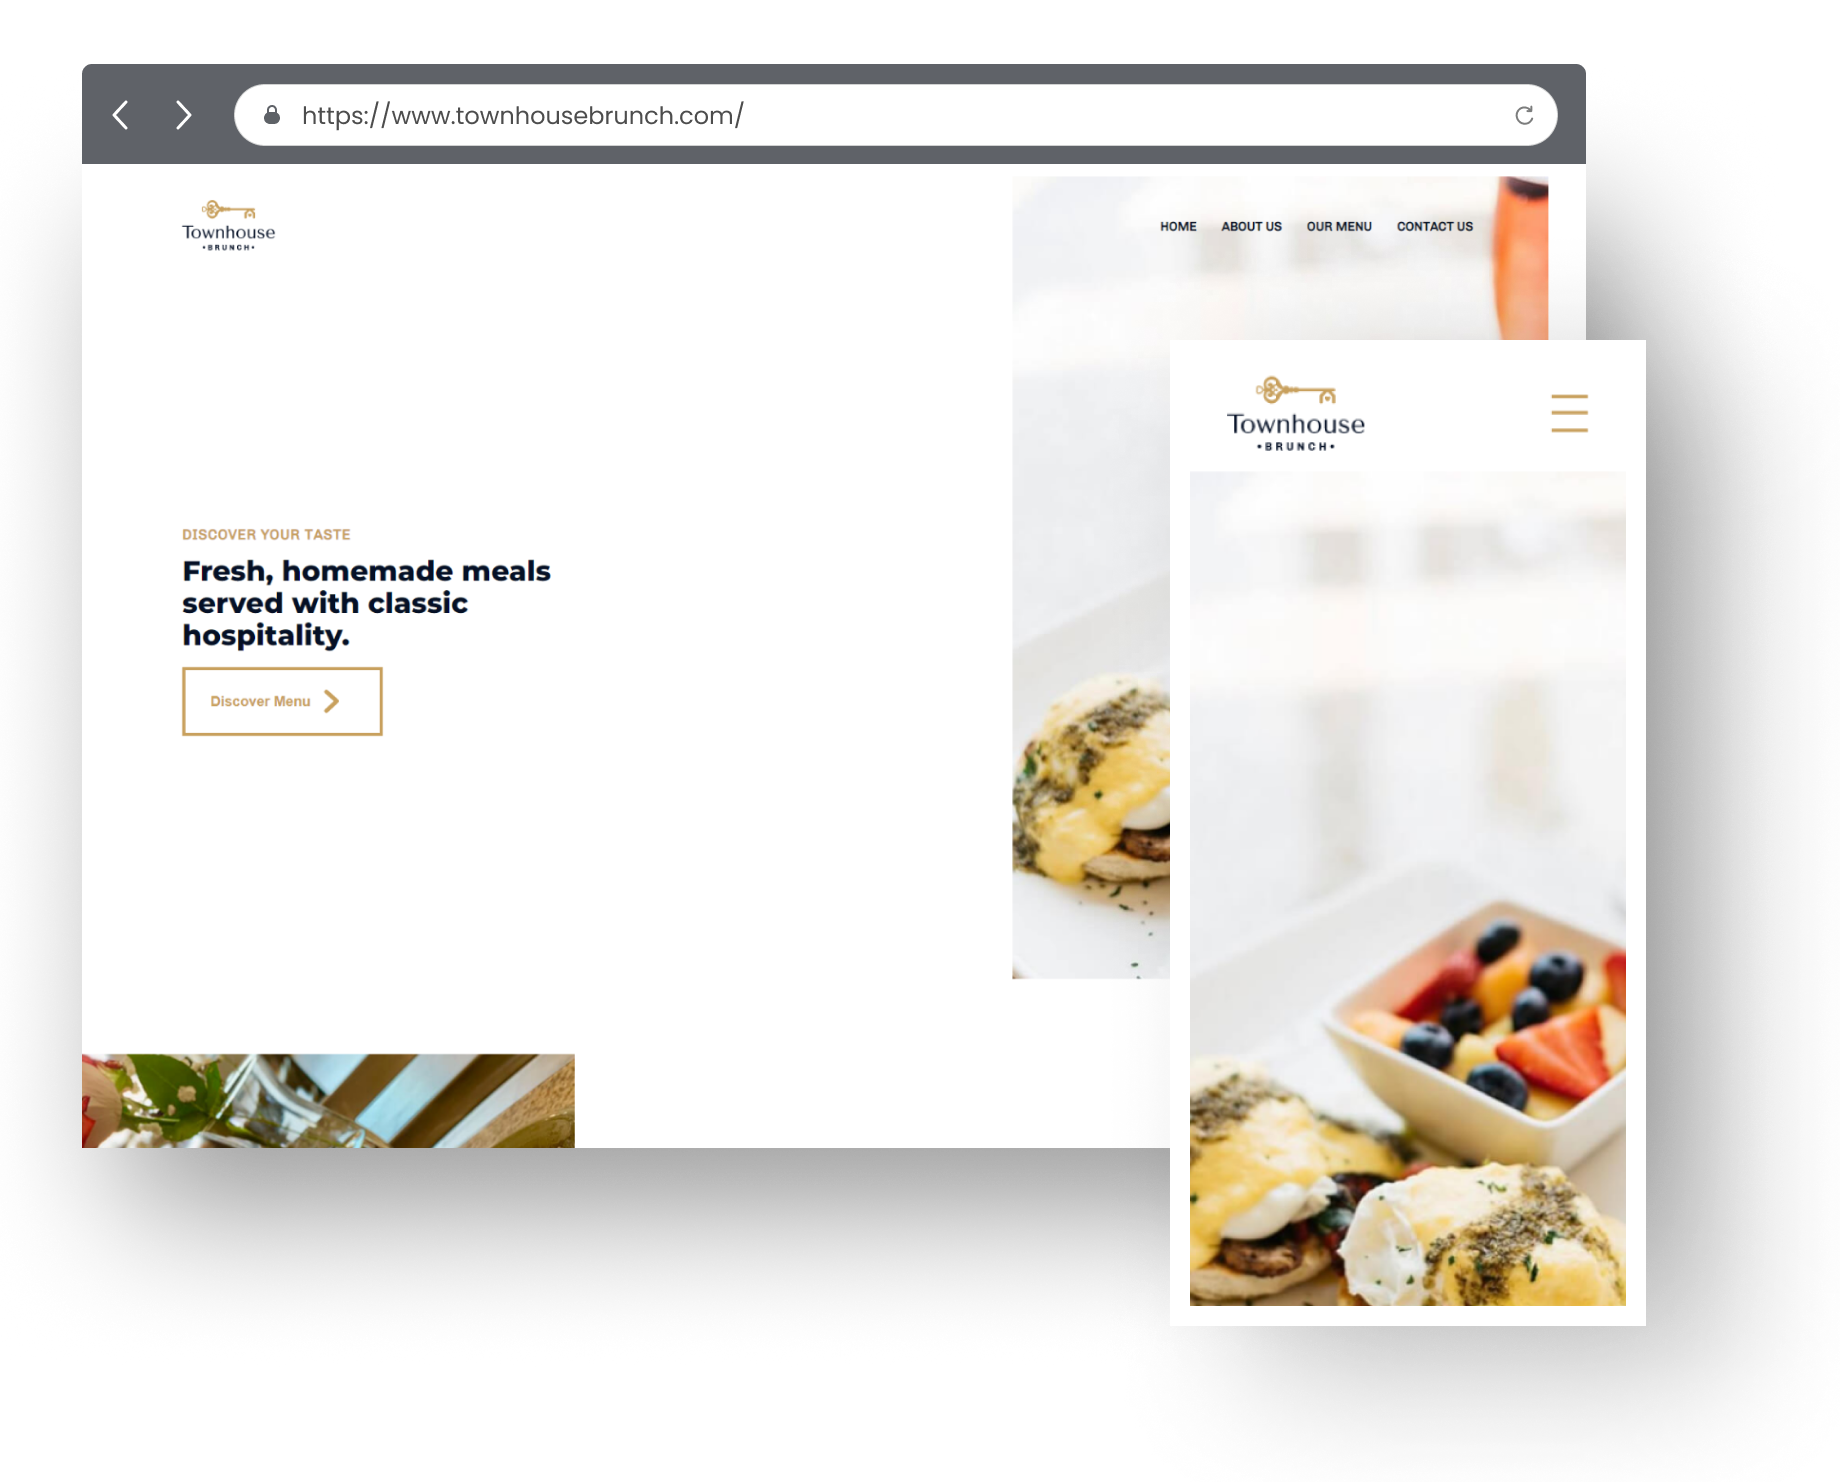 https://www.townhousebrunch.com/
Townhouse
•BRUNCH•
HOME ABOUT US OUR MENU CONTACT US
DISCOVER YOUR TASTE
Fresh, homemade meals
served with classic
hospitality.
Discover Menu
Townhouse
•BRUNCH•